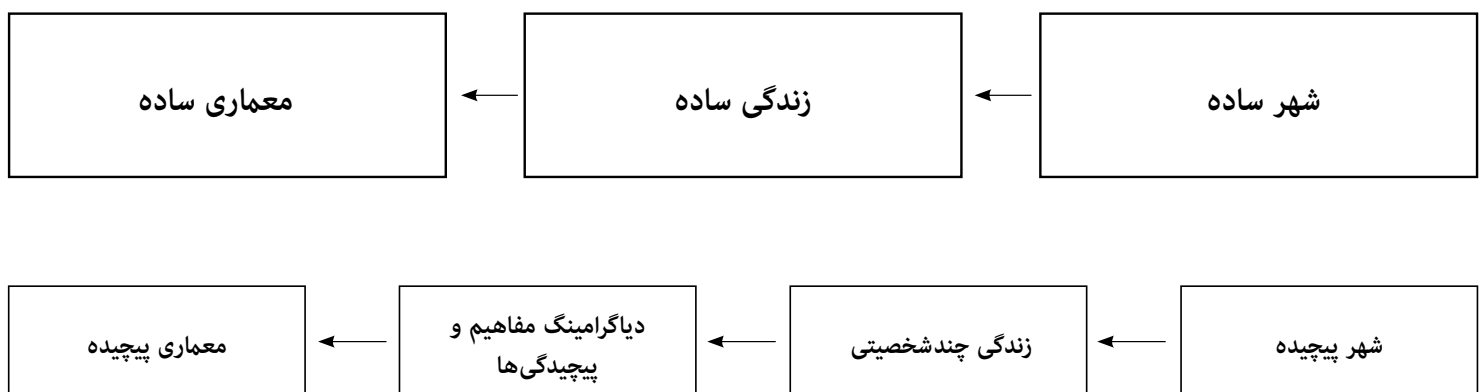 شهر ساده
زندگی ساده
معماری ساده
شهر پیچیده
زندگی چندشخصیتی
دیاگرامینگ مفاهیم و
پیچیدگی‌ها
معماری پیچیده